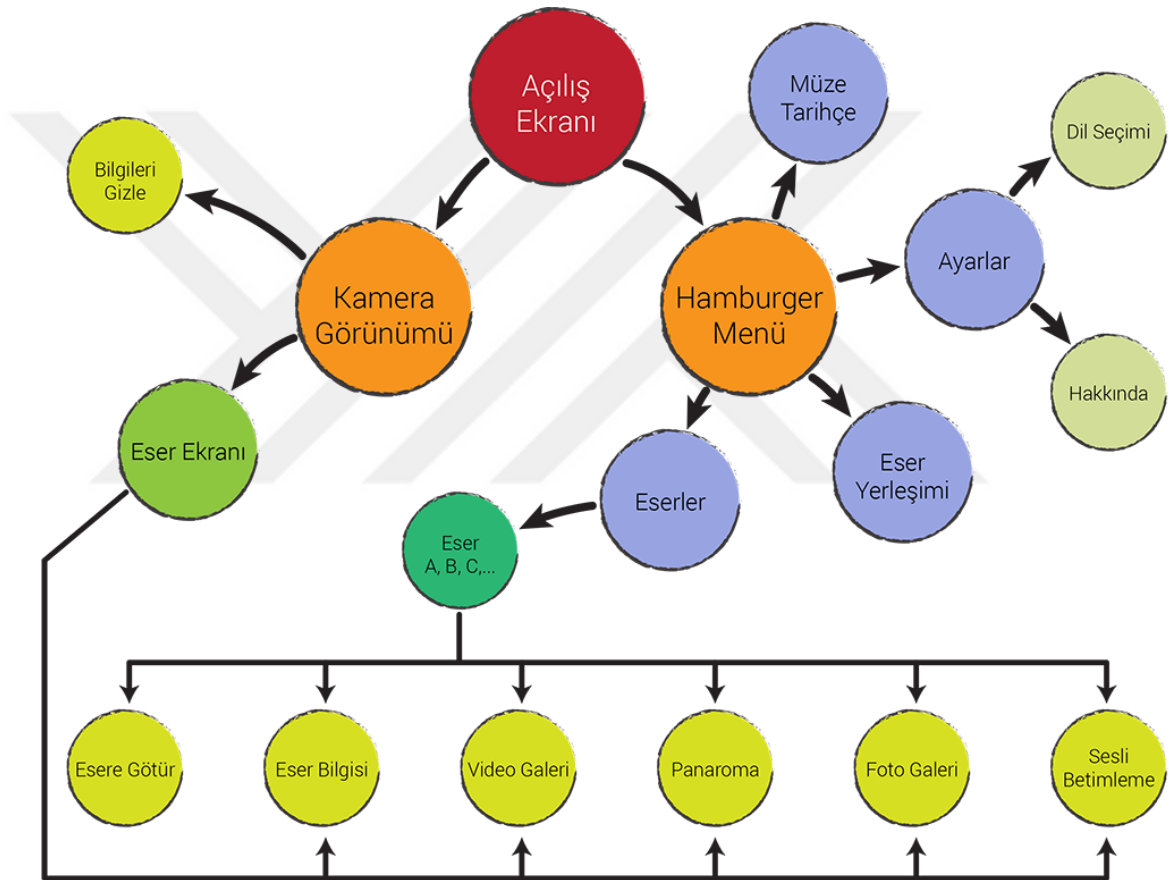 Açılış
Ekranı
Müze
Tarihçe
Dil Seçimi
Bilgileri
Gizle
Ayarlar
Kamera
Görünümü
Hamburger
Menü
Hakkında
Eser Ekranı
Eser
Yerleşimi
Eserler
Eser
A, B, C,...
Esere Götür
Eser Bilgisi
Video Galeri
Panaroma
Foto Galeri
Sesli
Betimleme